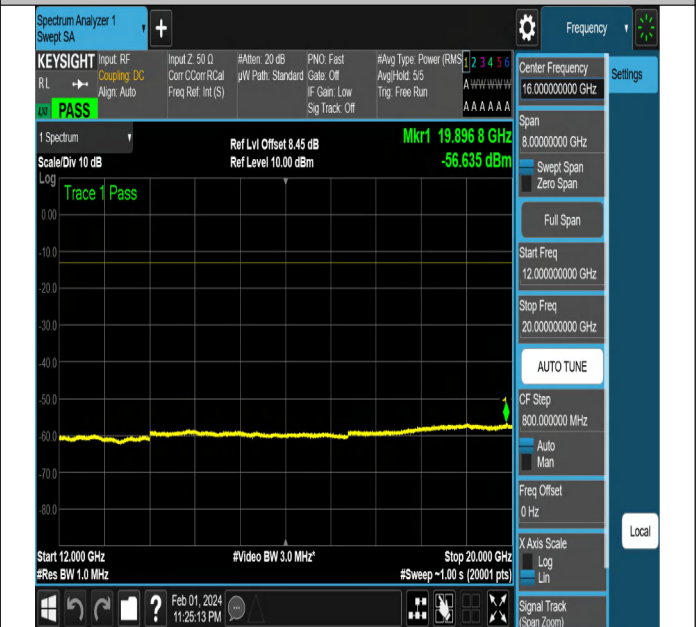 Spectrum Analyzer 1
Swept SA
+
Frequency
KEYSIGHT
RL
PASS
Input: RF
Coupling: DC
Align: Auto
Input Z: 50 Ω
Corr CCorr RCal
Freq Ref: Int (S)
#Atten: 20 dB
µW Path: Standard
PNO: Fast
Gate: Off
IF Gain: Low
Sig Track: Off
#Avg Type: Power (RMS
Avg|Hold: 5/5
Trig: Free Run
1 2 3 4 5 6
A W W W W W
A A A A A A
Center Frequency
16.000000000 GHz
Settings
Span
8.00000000 GHz
Swept Span
Zero Span
Full Span
Start Freq
12.000000000 GHz
Stop Freq
20.000000000 GHz
AUTO TUNE
CF Step
800.000000 MHz
Auto
Man
Freq Offset
0 Hz
X Axis Scale
Log
Lin
Signal Track
(Span Zoom)
Local
1 Spectrum
Scale/Div 10 dB
Log
Ref Lvl Offset 8.45 dB
Ref Level 10.00 dBm
Mkr1 19.896 8 GHz
-56.635 dBm
Trace 1 Pass
0.00
-10.0
-20.0
-30.0
-40.0
-50.0
-60.0
-70.0
-80.0
1
Start 12.000 GHz
#Res BW 1.0 MHz
#Video BW 3.0 MHz*
Stop 20.000 GHz
#Sweep ~1.00 s (20001 pts)
?
Feb 01, 2024
11:25:13 PM